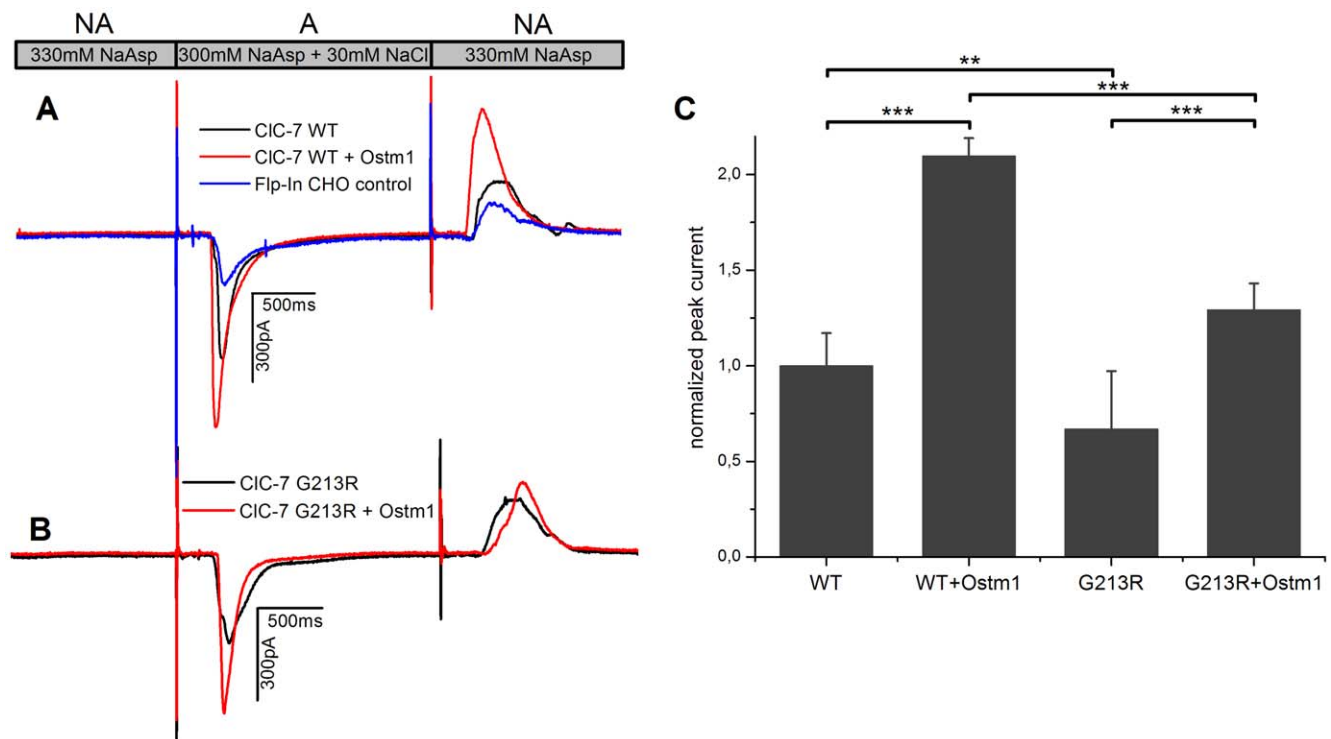 NA A NA
330mM NaAsp 300mM NaAsp + 30mM NaCl 330mM NaAsp
A
ClC-7 WT
ClC-7 WT + Ostm1
Flp-In CHO control
500ms
300pA
B
ClC-7 G213R
ClC-7 G213R + Ostm1
500ms
300pA
C
**
***
*** ***
normalized peak current
2,0
1,5
1,0
0,5
0,0
WT WT+Ostm1 G213R G213R+Ostm1